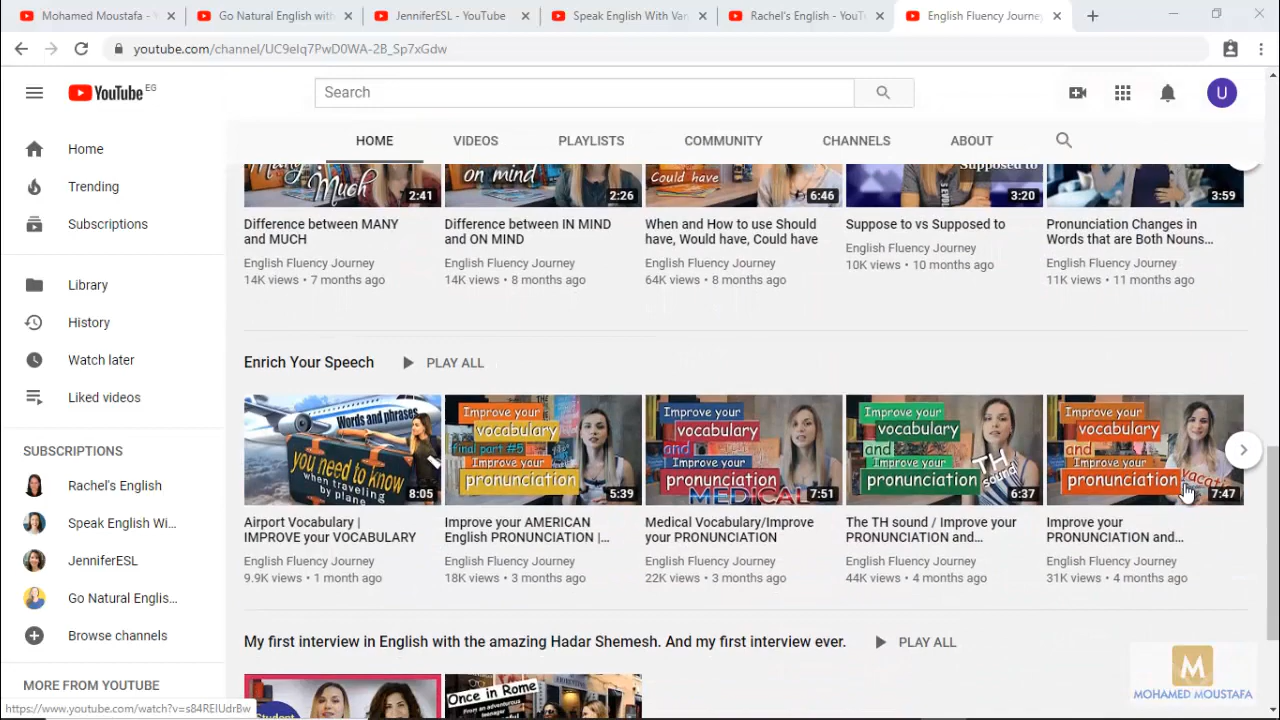 Mohamed Moustafa - Y
Go Natural English with
JenniferESL - YouTube
Speak English With Van
Rachel's English - YouT
English Fluency Journe
youtube.com/channel/UC9eIq7PwD0WA-2B_Sp7xGdw
YouTube EG
Search
U
HOME
VIDEOS
PLAYLISTS
COMMUNITY
CHANNELS
ABOUT
Home
Trending
Subscriptions
Library
History
Watch later
Liked videos
SUBSCRIPTIONS
Rachel's English
Speak English Wi...
JenniferESL
Go Natural Englis...
Browse channels
MORE FROM YOUTUBE
Much
2:41
on mind
2:26
Could have
6:46
Supposed to
3:20
3:59
Difference between MANY
and MUCH
English Fluency Journey
14K views • 7 months ago
Difference between IN MIND
and ON MIND
English Fluency Journey
14K views • 8 months ago
When and How to use Should
have, Would have, Could have
English Fluency Journey
64K views • 8 months ago
Suppose to vs Supposed to
English Fluency Journey
10K views • 10 months ago
Pronunciation Changes in
Words that are Both Nouns...
English Fluency Journey
11K views • 11 months ago
Enrich Your Speech
PLAY ALL
Words and phrases
you need to know
when traveling
by plane
8:05
Improve your
vocabulary
final part #5
Improve your
pronunciation
5:39
Improve your
vocabulary
and
Improve your
pronunciation
MEDICAL
7:51
Improve your
vocabulary
and
Improve your
pronunciation
TH
sound
6:37
Improve your
vocabulary
and
Improve your
pronunciation
7:47
Airport Vocabulary |
IMPROVE your VOCABULARY
English Fluency Journey
9.9K views • 1 month ago
Improve your AMERICAN
English PRONUNCIATION |...
English Fluency Journey
18K views • 3 months ago
Medical Vocabulary/Improve
your PRONUNCIATION
English Fluency Journey
22K views • 3 months ago
The TH sound / Improve your
PRONUNCIATION and...
English Fluency Journey
44K views • 4 months ago
Improve your
PRONUNCIATION and...
English Fluency Journey
31K views • 4 months ago
My first interview in English with the amazing Hadar Shemesh. And my first interview ever.
PLAY ALL
Student
Once in Rome
From an adventurous
teenager
M
MOHAMED MOUSTAFA
https://www.youtube.com/watch?v=s84REIUdrBw